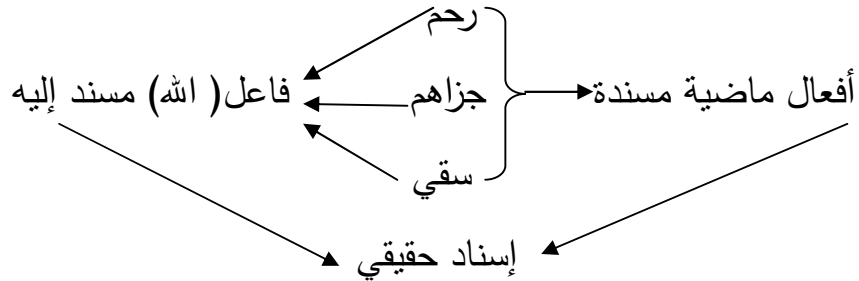 رحم
أفعال ماضية مسندة جزاهم فاعل( الله) مسند إليه
سقي
إسناد حقيقي